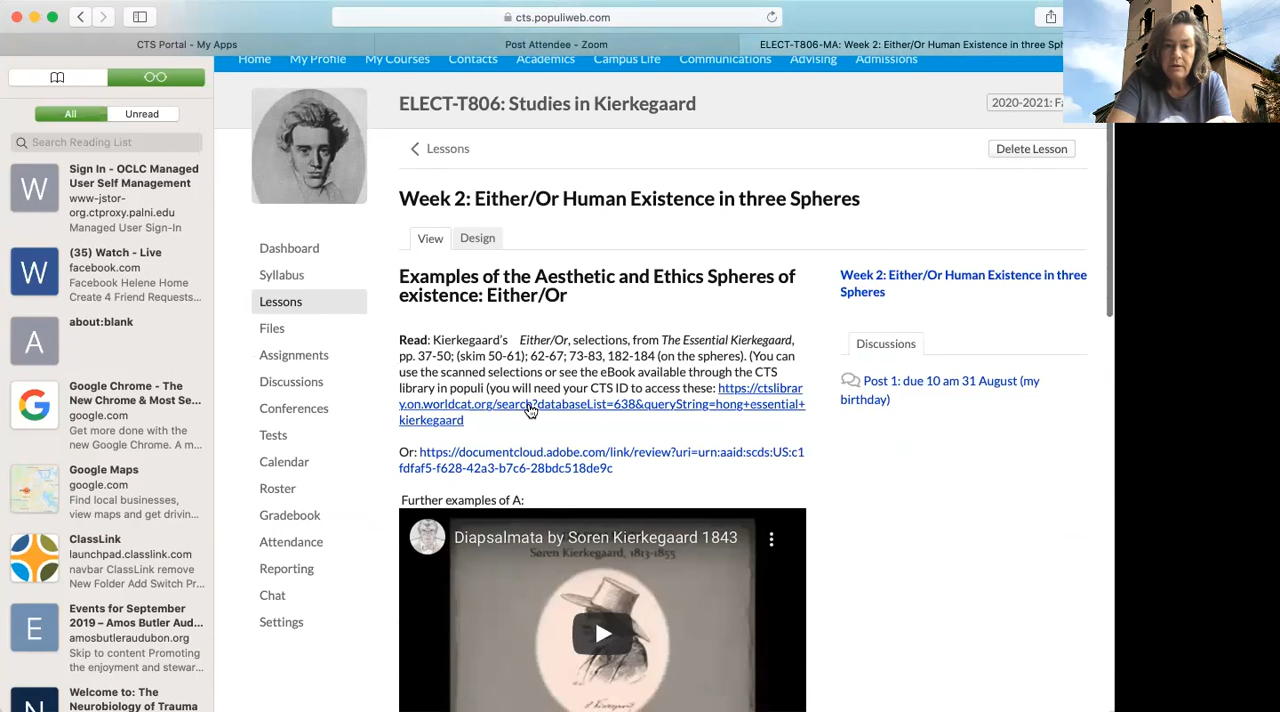 cts.populiweb.com
CTS Portal - My Apps
Post Attendee - Zoom
ELECT-T806-MA: Week 2: Either/Or Human Existence in three Sph
Home My Profile My Courses Contacts Academics Campus Life Communications Advising Admissions
All Unread
Search Reading List
W
Sign In - OCLC Managed
User Self Management
www-jstor-
org.ctproxy.palni.edu
Managed User Sign-In
W
(35) Watch - Live
facebook.com
Facebook Helene Home
Create 4 Friend Requests...
A
about:blank
Google Chrome - The
New Chrome & Most Se...
google.com
Get more done with the
new Google Chrome. A m...
Google Maps
google.com
Find local businesses,
view maps and get drivin...
ClassLink
launchpad.classlink.com
navbar ClassLink remove
New Folder Add Switch Pr...
E
Events for September
2019 – Amos Butler Aud...
amosbutleraudubon.org
Skip to content Promoting
the enjoyment and stewar...
N
Welcome to: The
Neurobiology of Trauma
ELECT-T806: Studies in Kierkegaard
2020-2021: Fa
Dashboard
Syllabus
Lessons
Files
Assignments
Discussions
Conferences
Tests
Calendar
Roster
Gradebook
Attendance
Reporting
Chat
Settings
Lessons
Delete Lesson
Week 2: Either/Or Human Existence in three Spheres
View Design
Examples of the Aesthetic and Ethics Spheres of
existence: Either/Or
Read: Kierkegaard's Either/Or, selections, from The Essential Kierkegaard,
pp. 37-50; (skim 50-61); 62-67; 73-83, 182-184 (on the spheres). (You can
use the scanned selections or see the eBook available through the CTS
library in populi (you will need your CTS ID to access these: https://ctslibrar
y.on.worldcat.org/search?databaseList=638&queryString=hong+essential+
kierkegaard
Or: https://documentcloud.adobe.com/link/review?uri=urn:aaid:scds:US:c1
fdfaf5-f628-42a3-b7c6-28bdc518de9c
Further examples of A:
Diapsalmata by Soren Kierkegaard 1843
Søren Kierkegaard, 1813-1855
Week 2: Either/Or Human Existence in three
Spheres
Discussions
Post 1: due 10 am 31 August (my
birthday)